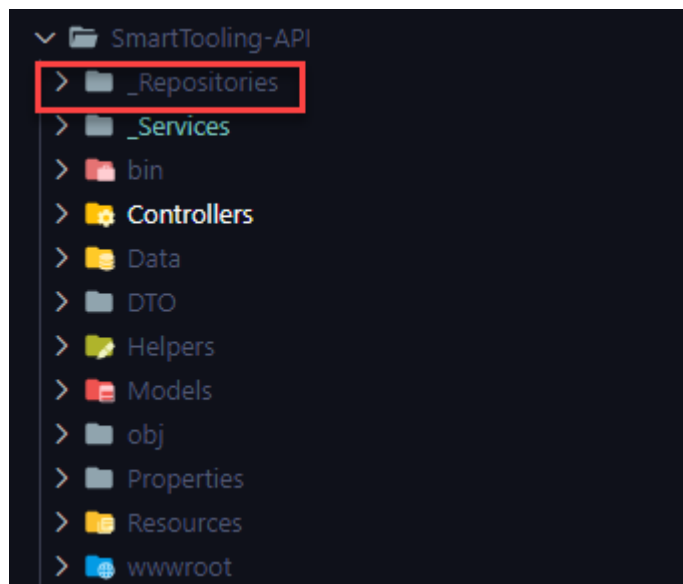 SmartTooling-API
_Repositories
_Services
bin
Controllers
Data
DTO
Helpers
Models
obj
Properties
Resources
wwwroot